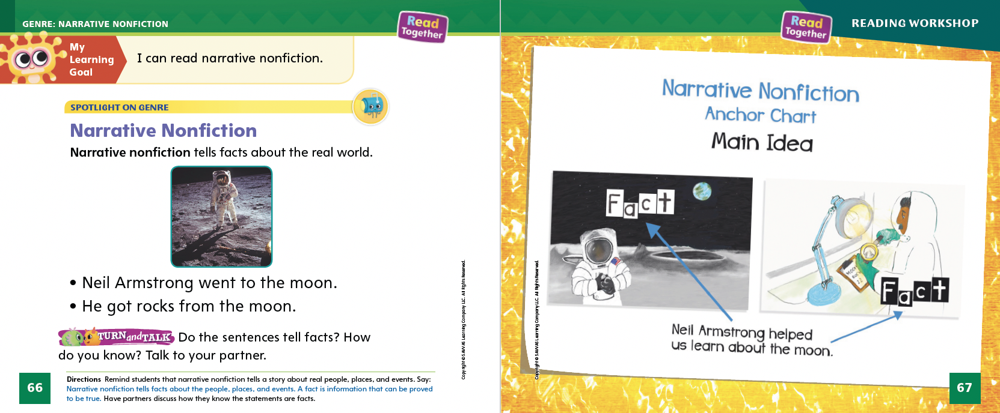 GENRE: NARRATIVE NONFICTION
Read
Together
My
Learning
Goal
I can read narrative nonfiction.
SPOTLIGHT ON GENRE
Narrative Nonfiction
Narrative nonfiction tells facts about the real world.
• Neil Armstrong went to the moon.
• He got rocks from the moon.
TURN and TALK Do the sentences tell facts? How
do you know? Talk to your partner.
Directions Remind students that narrative nonfiction tells a story about real people, places, and events. Say:
Narrative nonfiction tells facts about the people, places, and events. A fact is information that can be proved
to be true. Have partners discuss how they know the statements are facts.
66
Copyright © SAVVAS Learning Company LLC. All Rights Reserved.
Read
Together
READING WORKSHOP
Narrative Nonfiction
Anchor Chart
Main Idea
Fact
MOON
ROCK
22
Fact
Neil Armstrong helped
us learn about the moon.
Copyright © SAVVAS Learning Company LLC. All Rights Reserved.
67